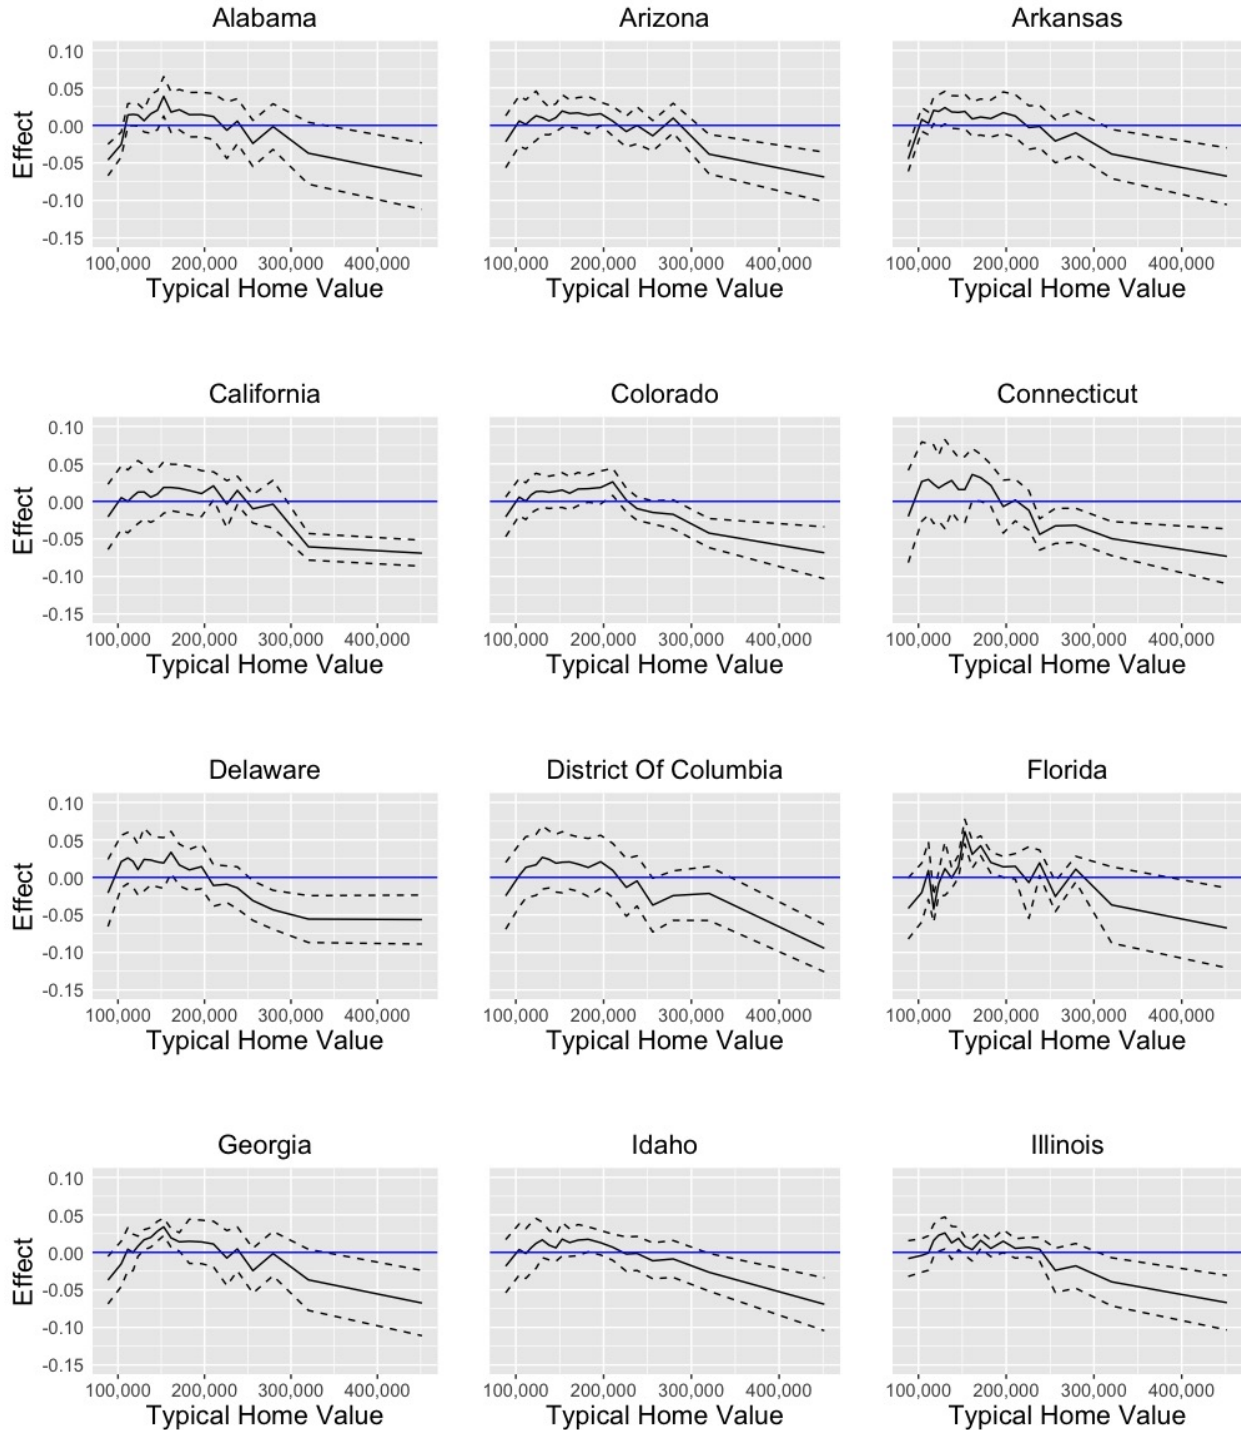 Alabama Arizona Arkansas
0.10
0.05
0.00
-0.05
-0.10
-0.15
Effect
100,000 200,000 300,000 400,000 100,000 200,000 300,000 400,000 100,000 200,000 300,000 400,000
Typical Home Value Typical Home Value Typical Home Value
California Colorado Connecticut
0.10
0.05
0.00
-0.05
-0.10
-0.15
Effect
100,000 200,000 300,000 400,000 100,000 200,000 300,000 400,000 100,000 200,000 300,000 400,000
Typical Home Value Typical Home Value Typical Home Value
Delaware District Of Columbia Florida
0.10
0.05
0.00
-0.05
-0.10
-0.15
Effect
100,000 200,000 300,000 400,000 100,000 200,000 300,000 400,000 100,000 200,000 300,000 400,000
Typical Home Value Typical Home Value Typical Home Value
Georgia Idaho Illinois
0.10
0.05
0.00
-0.05
-0.10
-0.15
Effect
100,000 200,000 300,000 400,000 100,000 200,000 300,000 400,000 100,000 200,000 300,000 400,000
Typical Home Value Typical Home Value Typical Home Value